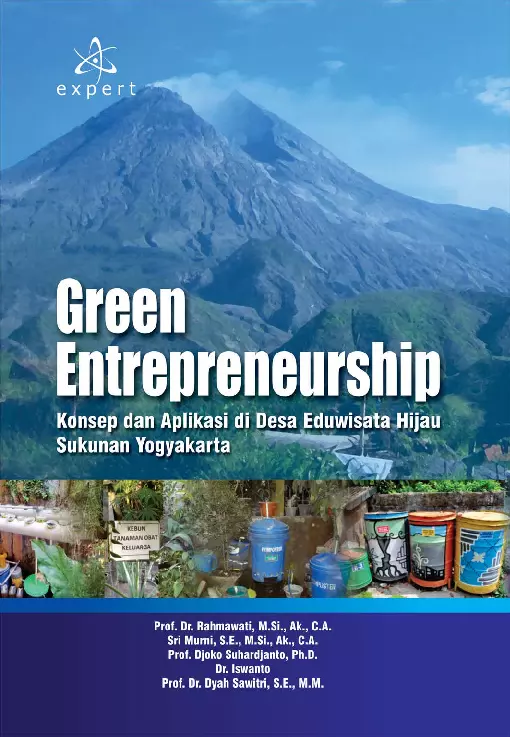 expert
Green
Entrepreneurship
Konsep dan Aplikasi di Desa Eduwisata Hijau
Sukunan Yogyakarta
KEBUN
TANAMAN OBAT
KELUARGA
KOMPOSTER
Prof. Dr. Rahmawati, M.Si., Ak., C.A.
Sri Murni, S.E., M.Si., Ak., C.A.
Prof. Djoko Suhardjanto, Ph.D.
Dr. Iswanto
Prof. Dr. Dyah Sawitri, S.E., M.M.